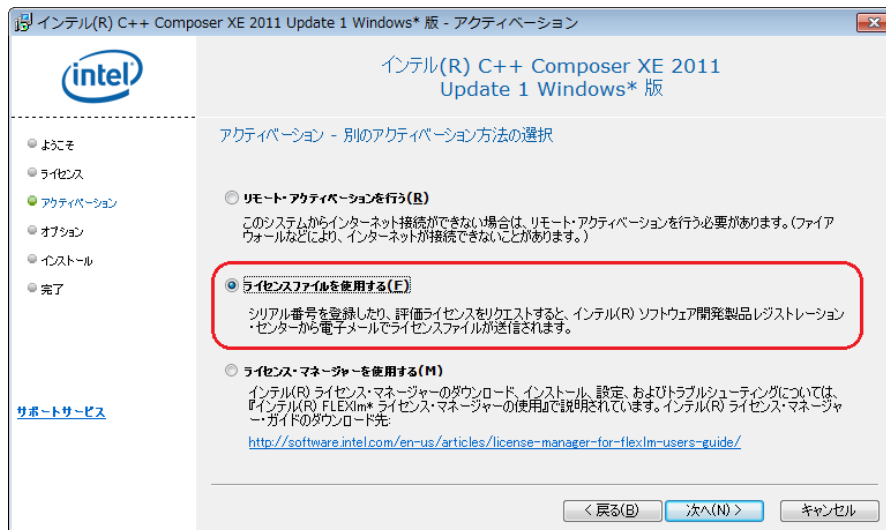 インテル(R) C++ Composer XE 2011 Update 1 Windows* 版 - アクティベーション
intel
インテル(R) C++ Composer XE 2011
Update 1 Windows* 版
アクティベーション - 別のアクティベーション方法の選択
ようこそ
ライセンス
アクティベーション
オプション
インストール
完了
サポートサービス
リモート・アクティベーションを行う(R)
このシステムからインターネット接続ができない場合は、リモート・アクティベーションを行う必要があります。(ファイア
ウォールなどにより、インターネットが接続できないことがあります。)
ライセンスファイルを使用する(F)
シリアル番号を登録したり、評価ライセンスをリクエストすると、インテル(R) ソフトウェア開発製品レジストレーション
・センターから電子メールでライセンスファイルが送信されます。
ライセンス・マネージャーを使用する(M)
インテル(R) ライセンス・マネージャーのダウンロード、インストール、設定、およびトラブルシューティングについては、
『インテル(R) FLEXlm* ライセンス・マネージャーの使用』で説明されています。インテル(R) ライセンス・マネージャ
ー・ガイドのダウンロード先:
http://software.intel.com/en-us/articles/license-manager-for-flexlm-users-guide/
< 戻る(B)
次へ(N) >
キャンセル